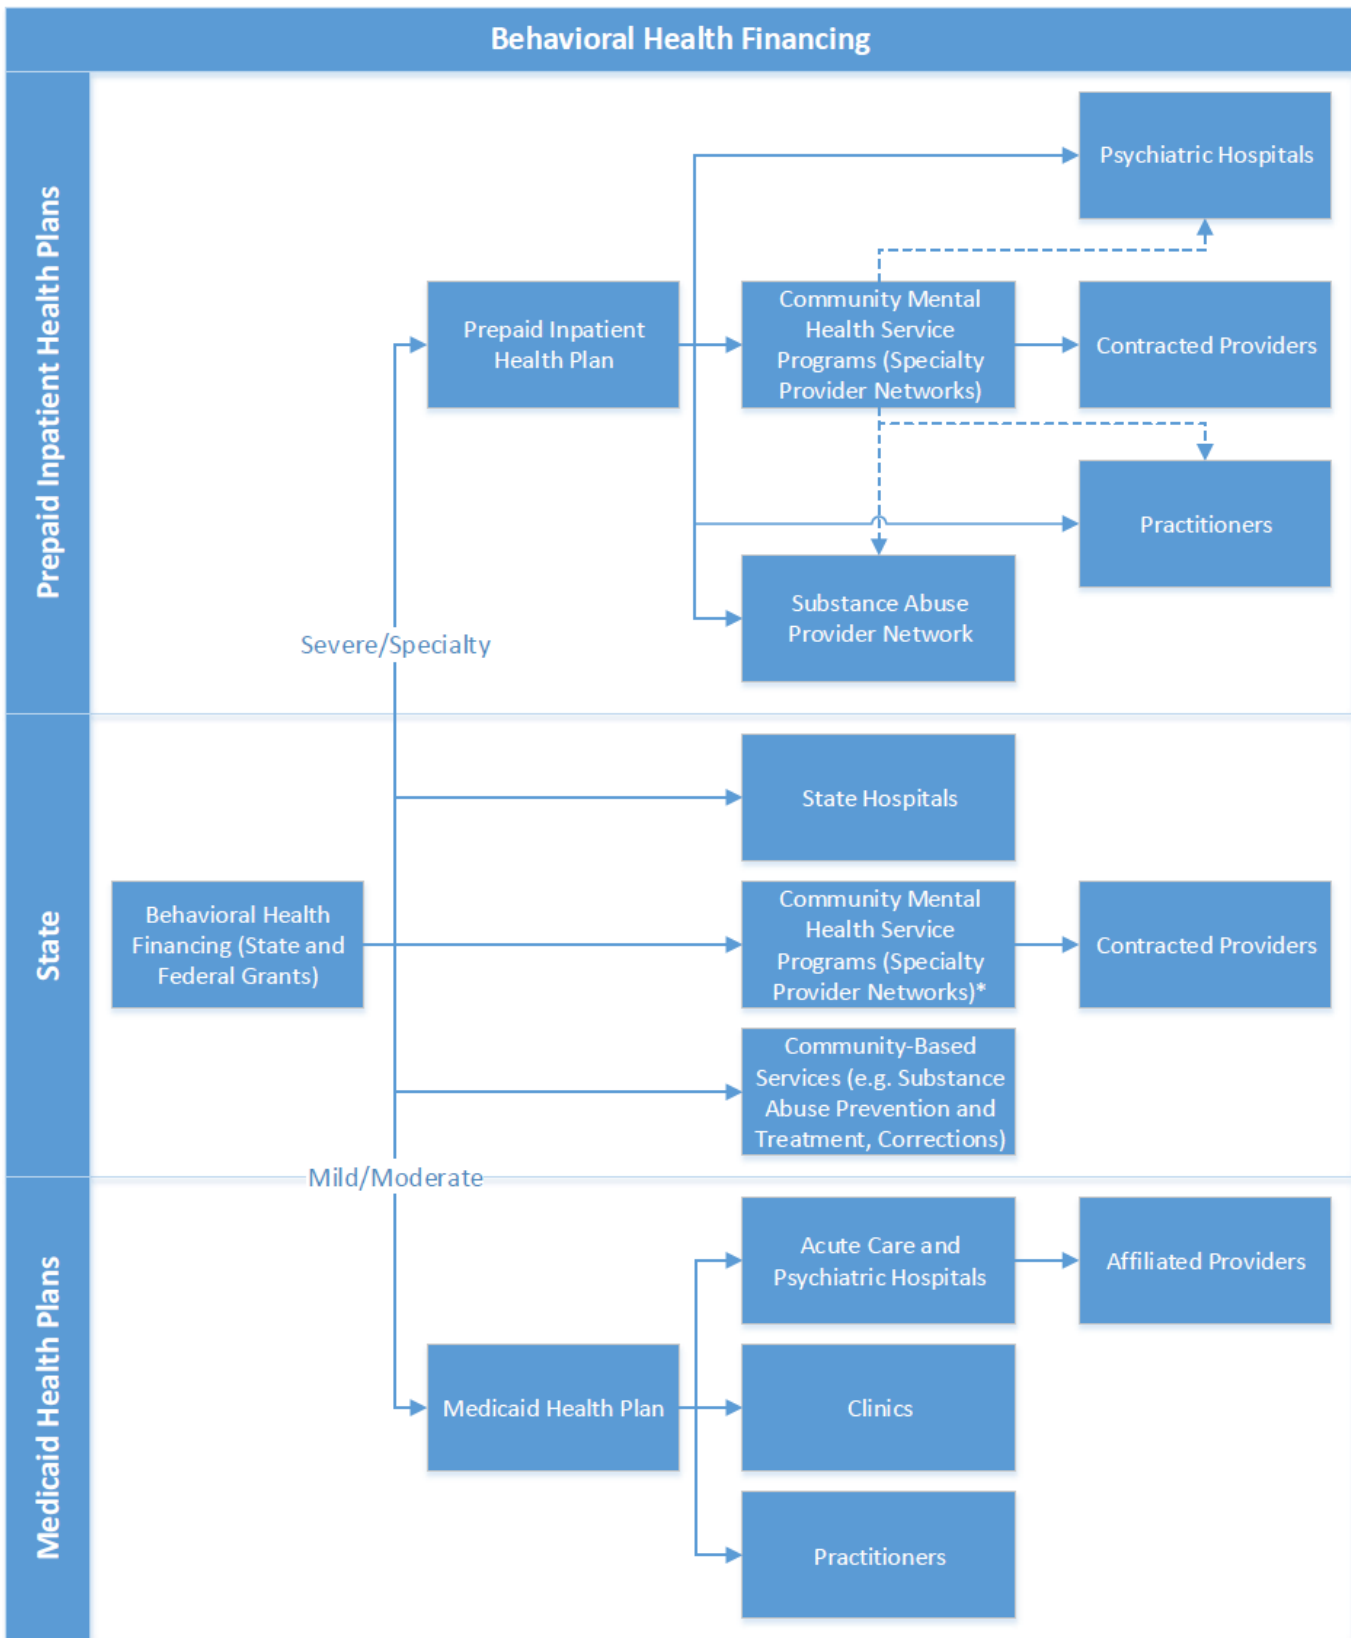 Behavioral Health Financing
Prepaid Inpatient Health Plans
Psychiatric Hospitals
Prepaid Inpatient
Health Plan
Community Mental
Health Service
Programs (Specialty
Provider Networks)
Contracted Providers
Practitioners
Substance Abuse
Provider Network
Severe/Specialty
State
State Hospitals
Behavioral Health
Financing (State and
Federal Grants)
Community Mental
Health Service
Programs (Specialty
Provider Networks)*
Contracted Providers
Community-Based
Services (e.g. Substance
Abuse Prevention and
Treatment, Corrections)
Mild/Moderate
Medicaid Health Plans
Acute Care and
Psychiatric Hospitals
Affiliated Providers
Medicaid Health Plan
Clinics
Practitioners